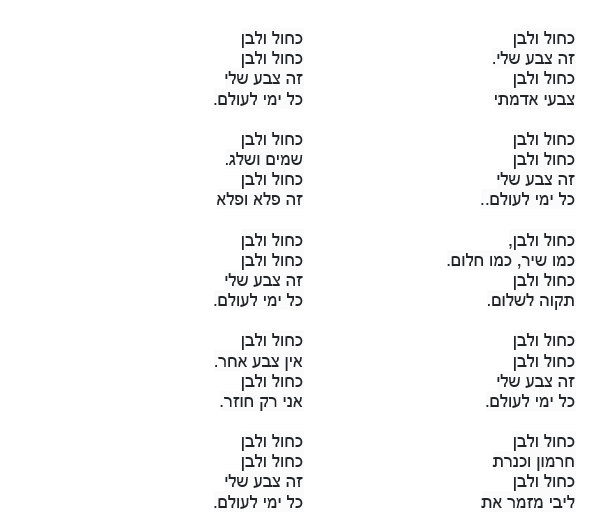 כחול ולבן
זה צבע שלי.
כחול ולבן
צבעי אדמתי
כחול ולבן
כחול ולבן
זה צבע שלי
כל ימי לעולם..
כחול ולבן,
כמו שיר, כמו חלום.
כחול ולבן
תקוה לשלום.
כחול ולבן
כחול ולבן
זה צבע שלי
כל ימי לעולם.
כחול ולבן
חרמון וכנרת
כחול ולבן
ליבי מזמר את
כחול ולבן
כחול ולבן
זה צבע שלי
כל ימי לעולם.
כחול ולבן
שמים ושלג.
כחול ולבן
זה פלא ופלא
כחול ולבן
כחול ולבן
זה צבע שלי
כל ימי לעולם.
כחול ולבן
אין צבע אחר.
כחול ולבן
אני רק חוזר.
כחול ולבן
כחול ולבן
זה צבע שלי
כל ימי לעולם.